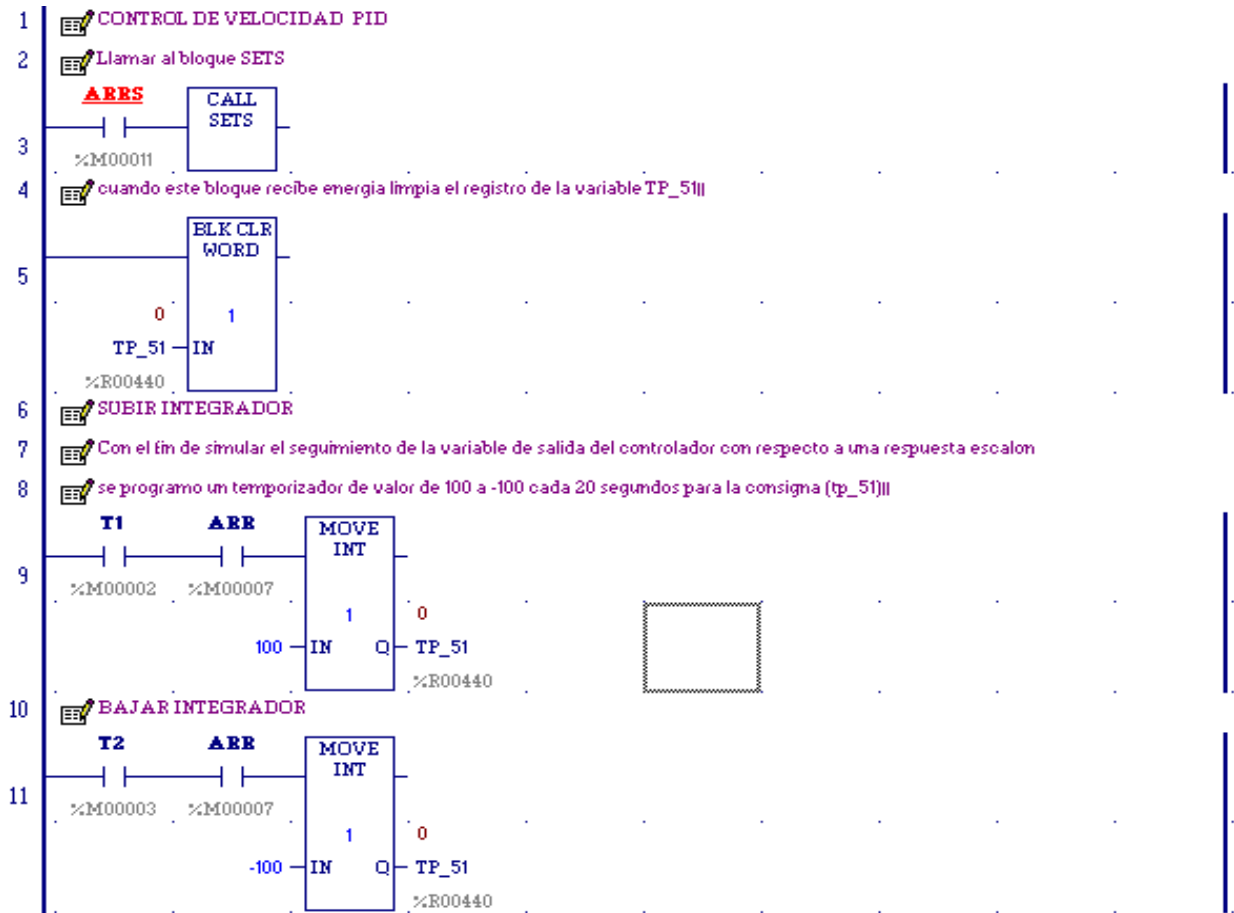 1 CONTROL DE VELOCIDAD PID
2 Llamar al bloque SETS
ARRS
CALL
SETS
3
%M00011
4 cuando este bloque recibe energia limpia el registro de la variable TP_51||
BLK CLR
WORD
5
0 1
TP_51 IN
%R00440
6 SUBIR INTEGRADOR
7 Con el fin de simular el seguimiento de la variable de salida del controlador con respecto a una respuesta escalon
8 se programo un temporizador de valor de 100 a -100 cada 20 segundos para la consigna (tp_51)||
T1 ARR MOVE
INT
9
%M00002 %M00007
1 0
100 IN Q TP_51
%R00440
10 BAJAR INTEGRADOR
T2 ARR MOVE
INT
11
%M00003 %M00007
1 0
-100 IN Q TP_51
%R00440